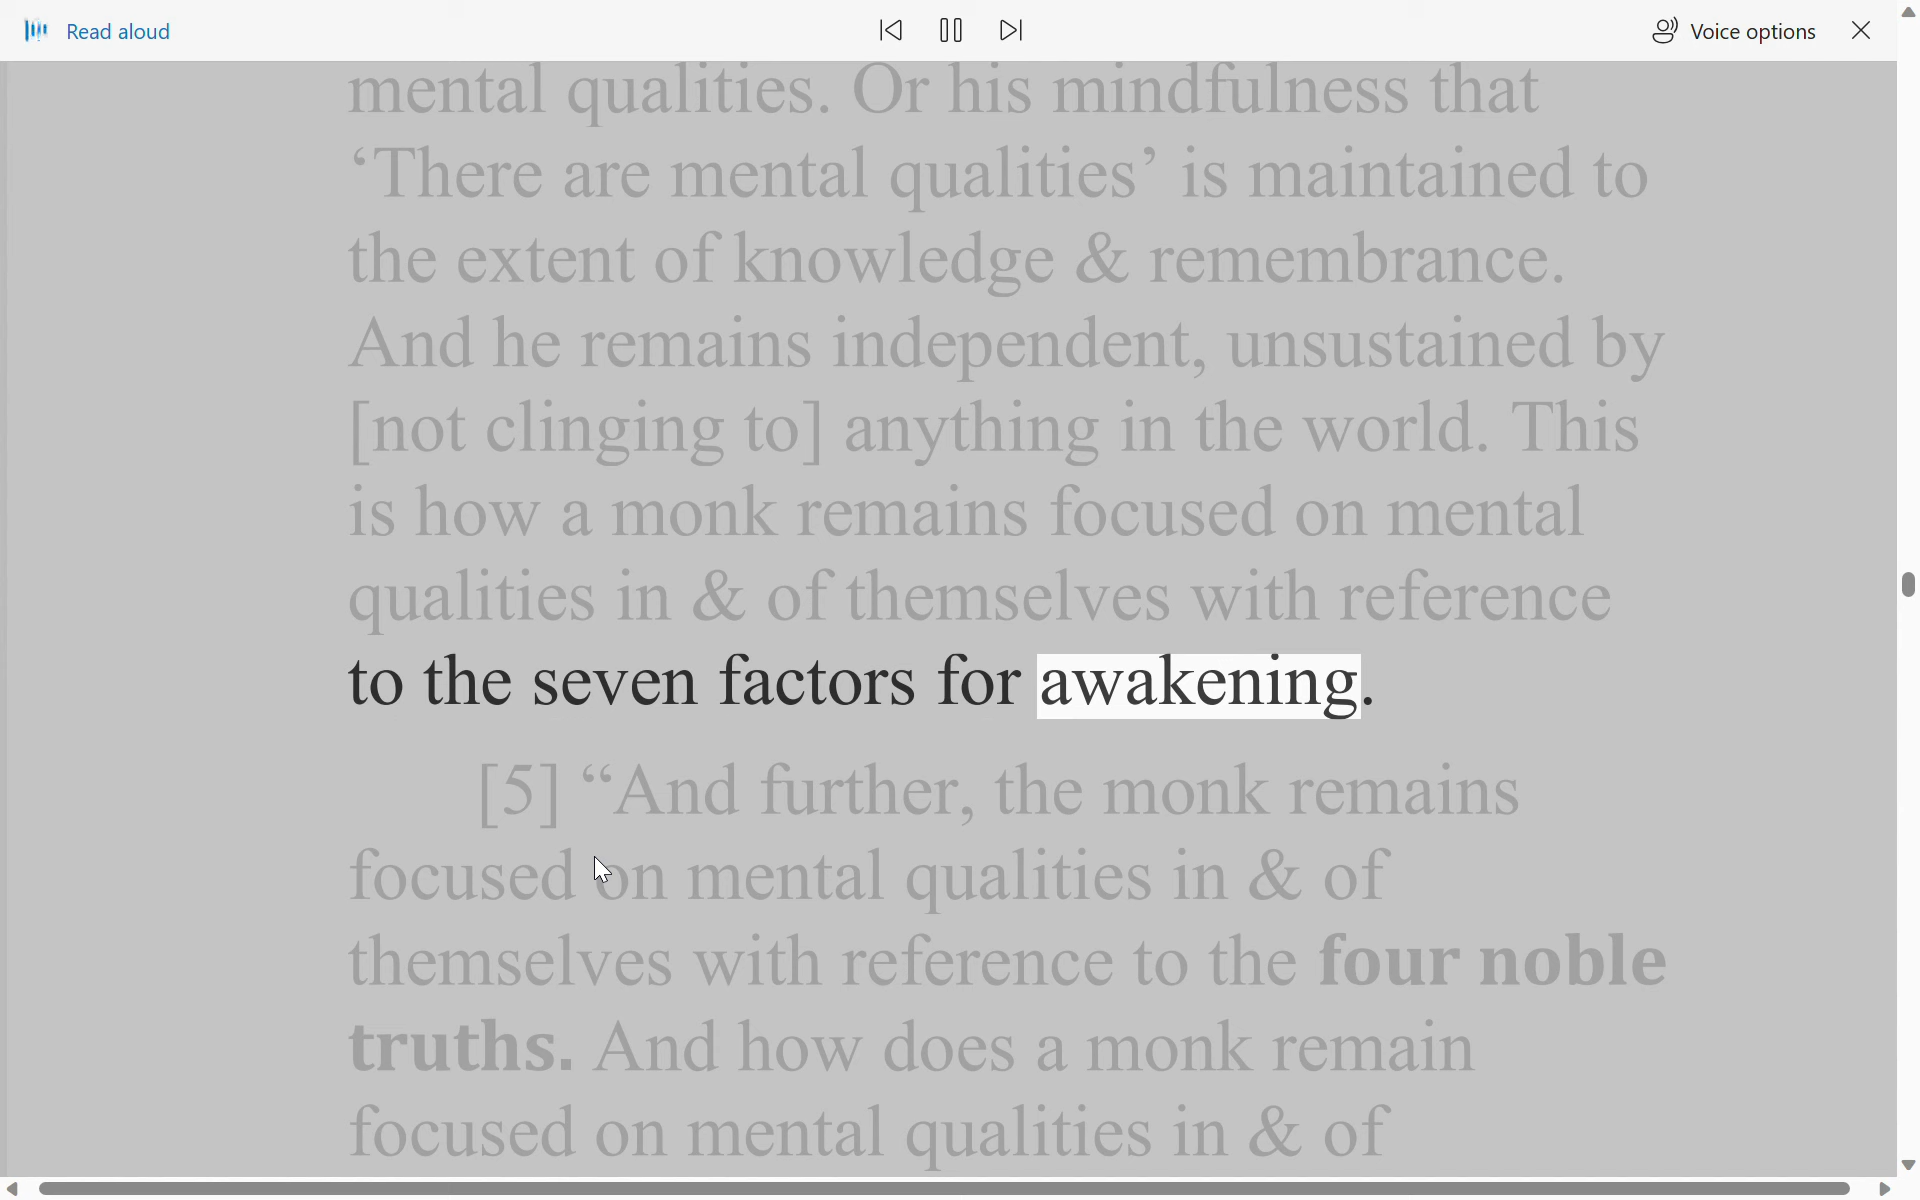 Read aloud
Voice options
mental qualities. Or his mindfulness that
‘There are mental qualities’ is maintained to
the extent of knowledge & remembrance.
And he remains independent, unsustained by
[not clinging to] anything in the world. This
is how a monk remains focused on mental
qualities in & of themselves with reference
to the seven factors for awakening.
[5] “And further, the monk remains
focused on mental qualities in & of
themselves with reference to the four noble
truths. And how does a monk remain
focused on mental qualities in & of